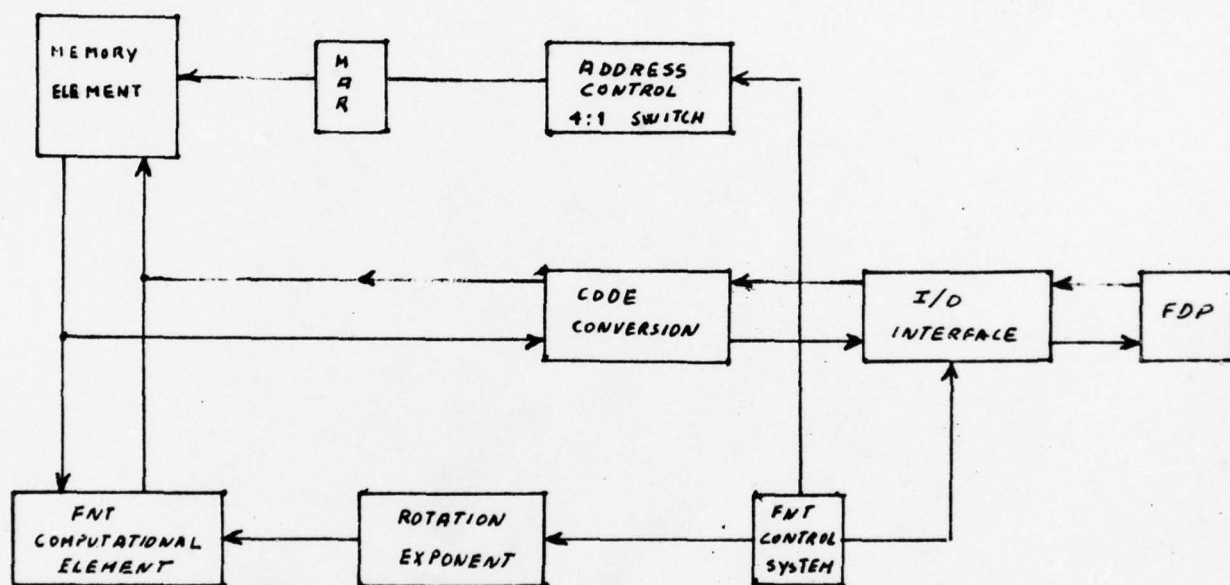 MEMORY
ELEMENT
M
A
R
ADDRESS
CONTROL
4:1 SWITCH
CODE
CONVERSION
I/O
INTERFACE
FDP
FNT
COMPUTATIONAL
ELEMENT
ROTATION
EXPONENT
FNT
CONTROL
SYSTEM